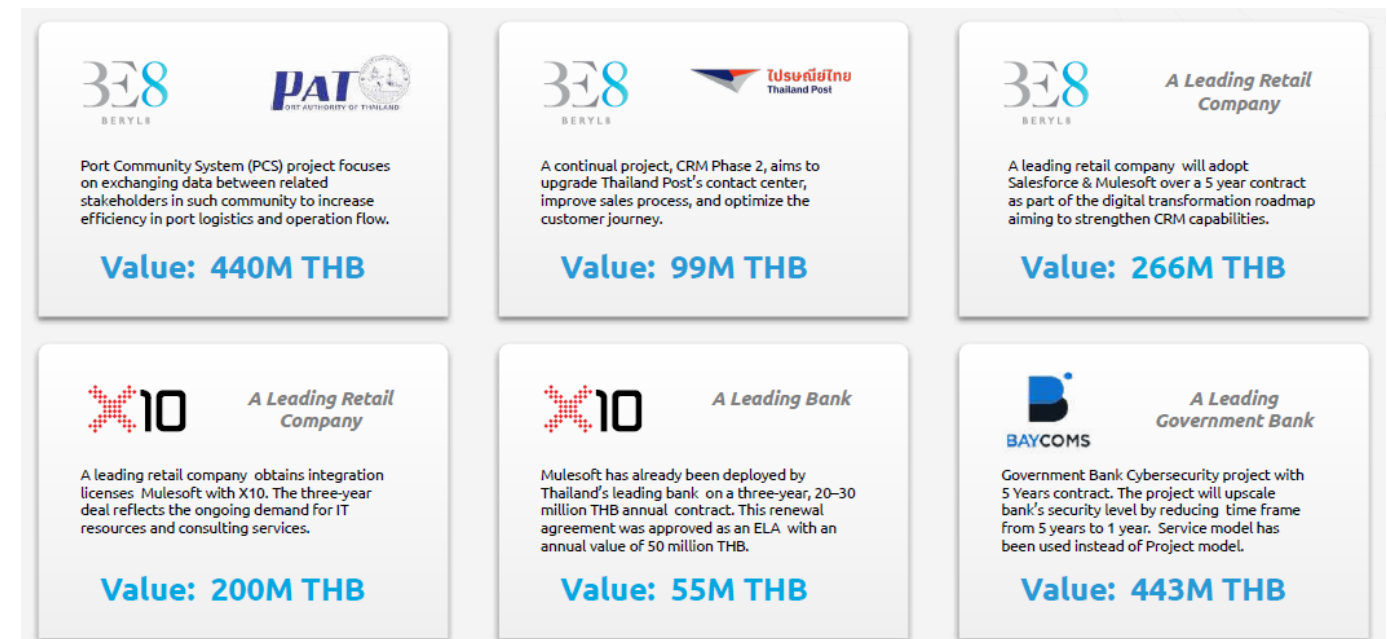 BE8
BERYL8
PAT
PORT AUTHORITY OF THAILAND
Port Community System (PCS) project focuses
on exchanging data between related
stakeholders in such community to increase
efficiency in port logistics and operation flow.
Value: 440M THB
BE8
BERYL8
ไปรษณีย์ไทย
Thailand Post
A continual project, CRM Phase 2, aims to
upgrade Thailand Post's contact center,
improve sales process, and optimize the
customer journey.
Value: 99M THB
BE8
BERYL8
A Leading Retail
Company
A leading retail company will adopt
Salesforce & Mulesoft over a 5 year contract
as part of the digital transformation roadmap
aiming to strengthen CRM capabilities.
Value: 266M THB
X10
A Leading Retail
Company
A leading retail company obtains integration
licenses Mulesoft with X10. The three-year
deal reflects the ongoing demand for IT
resources and consulting services.
Value: 200M THB
X10
A Leading Bank
Mulesoft has already been deployed by
Thailand's leading bank on a three-year, 20–30
million THB annual contract. This renewal
agreement was approved as an ELA with an
annual value of 50 million THB.
Value: 55M THB
BAYCOMS
A Leading
Government Bank
Government Bank Cybersecurity project with
5 Years contract. The project will upscale
bank's security level by reducing time frame
from 5 years to 1 year. Service model has
been used instead of Project model.
Value: 443M THB